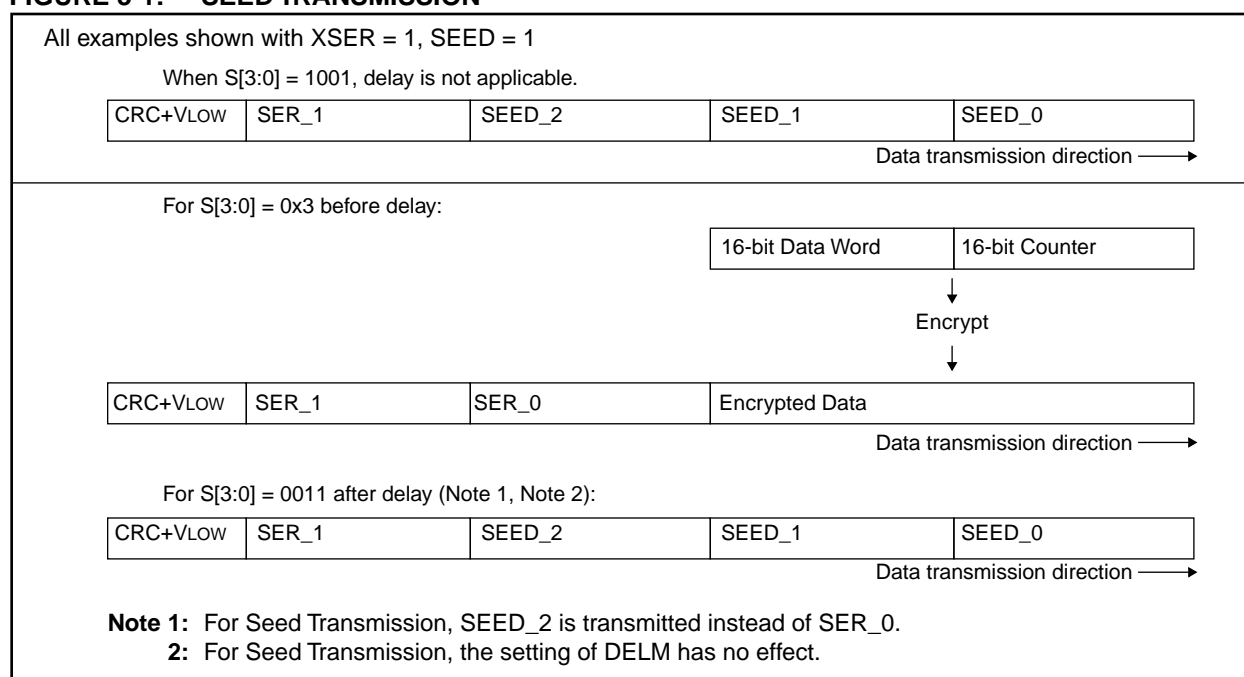 FIGURE 5-1: SEED TRANSMISSION
All examples shown with XSER = 1, SEED = 1
When S[3:0] = 1001, delay is not applicable.
CRC+VLOW SER_1 SEED_2 SEED_1 SEED_0
Data transmission direction
For S[3:0] = 0x3 before delay:
16-bit Data Word 16-bit Counter
Encrypt
CRC+VLOW SER_1 SER_0 Encrypted Data
Data transmission direction
For S[3:0] = 0011 after delay (Note 1, Note 2):
CRC+VLOW SER_1 SEED_2 SEED_1 SEED_0
Data transmission direction
Note 1: For Seed Transmission, SEED_2 is transmitted instead of SER_0.
2: For Seed Transmission, the setting of DELM has no effect.